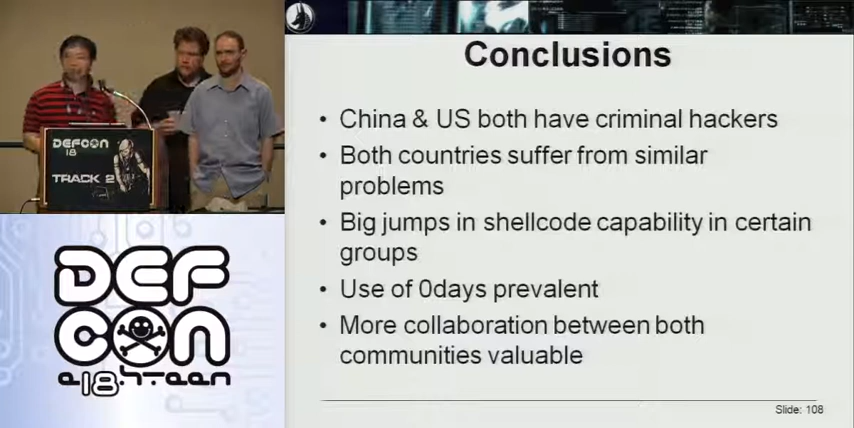 DEFCON
18
TRACK 2
DEF
CON
e18hteen
Conclusions
• China & US both have criminal hackers
• Both countries suffer from similar
problems
• Big jumps in shellcode capability in certain
groups
• Use of 0days prevalent
• More collaboration between both
communities valuable
Slide: 108